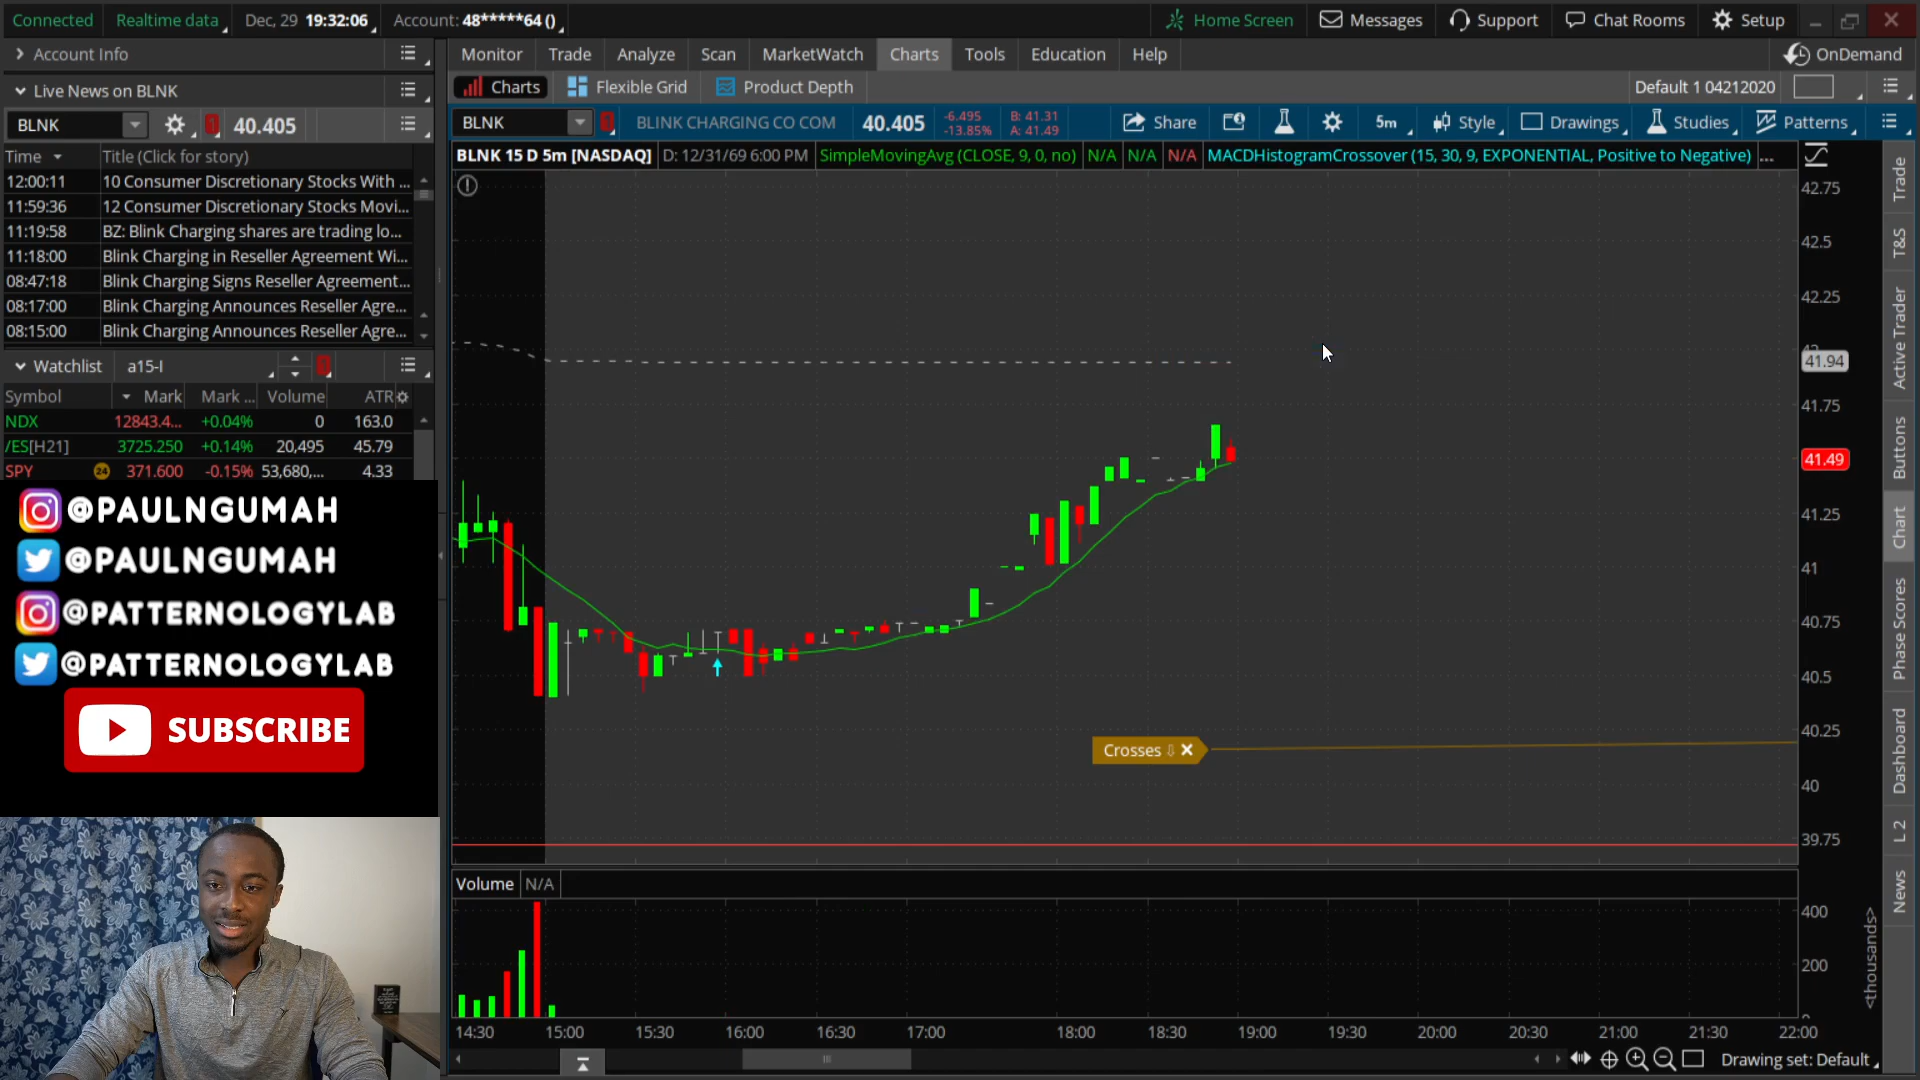 Connected Realtime data Dec, 29 19:32:06 Account: 48*****64 () Home Screen Messages Support Chat Rooms Setup
Account Info Monitor Trade Analyze Scan MarketWatch Charts Tools Education Help OnDemand
Live News on BLNK Charts Flexible Grid Product Depth Default 1 04212020
BLNK 40.405 BLNK BLINK CHARGING CO COM 40.405 -6.495 -13.85% B: 41.31 A: 41.49 Share 5m Style Drawings Studies Patterns
Time Title (Click for story)
BLNK 15 D 5m [NASDAQ] D: 12/31/69 6:00 PM SimpleMovingAvg (CLOSE, 9, 0, no) N/A N/A N/A MACDHistogramCrossover (15, 30, 9, EXPONENTIAL, Positive to Negative) ...
12:00:11 10 Consumer Discretionary Stocks With ...
11:59:36 12 Consumer Discretionary Stocks Movi...
11:19:58 BZ: Blink Charging shares are trading lo...
11:18:00 Blink Charging in Reseller Agreement Wi...
08:47:18 Blink Charging Signs Reseller Agreement...
08:17:00 Blink Charging Announces Reseller Agre...
08:15:00 Blink Charging Announces Reseller Agre...
Watchlist a15-I
Symbol Mark Mark ... Volume ATR
NDX 12843.4... +0.04% 0 163.0
/ES[H21] 3725.250 +0.14% 20,495 45.79
SPY 24 371.600 -0.15% 53,680,... 4.33
@PAULNGUMAH
@PAULNGUMAH
@PATTERNOLOGYLAB
@PATTERNOLOGYLAB
SUBSCRIBE
42.75
42.5
42.25
41.94
41.75
41.49
41.25
41
40.75
40.5
40.25
40
39.75
Crosses
Volume N/A
400
200
0
<thousands>
14:30 15:00 15:30 16:00 16:30 17:00 18:00 18:30 19:00 19:30 20:00 20:30 21:00 21:30 22:00
Drawing set: Default
Trade
T&S
Active Trader
Buttons
Chart
Phase Scores
Dashboard
L 2
News